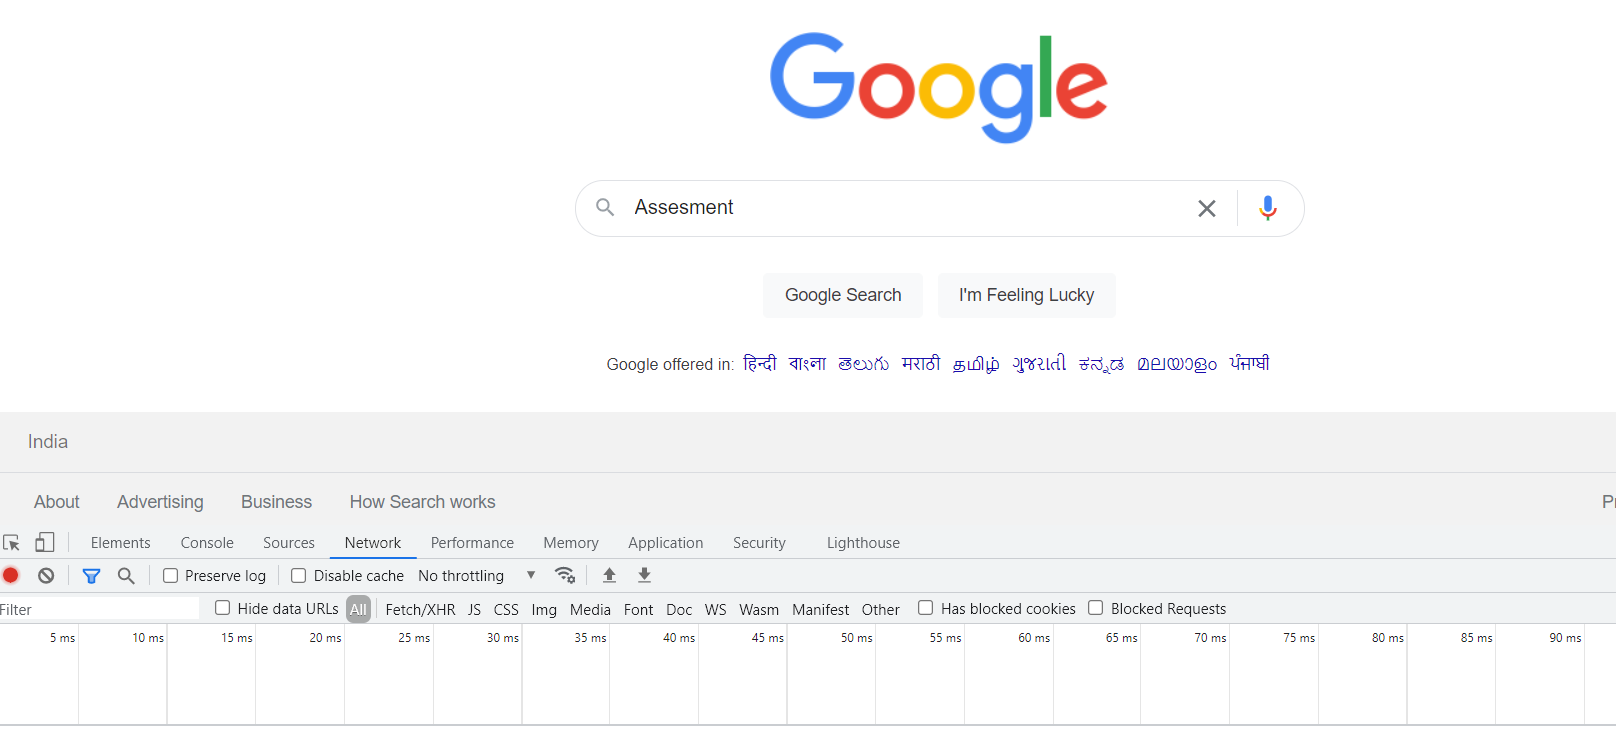 Google
Assesment
Google Search I'm Feeling Lucky
Google offered in: हिन्दी বাংলা తెలుగు मराठी தமிழ் ગુજરાતી ಕನ್ನಡ മലയാളം ਪੰਜਾਬੀ
India
About Advertising Business How Search works
Elements Console Sources Network Performance Memory Application Security Lighthouse
Preserve log Disable cache No throttling
Filter Hide data URLs All Fetch/XHR JS CSS Img Media Font Doc WS Wasm Manifest Other Has blocked cookies Blocked Requests
5 ms 10 ms 15 ms 20 ms 25 ms 30 ms 35 ms 40 ms 45 ms 50 ms 55 ms 60 ms 65 ms 70 ms 75 ms 80 ms 85 ms 90 ms